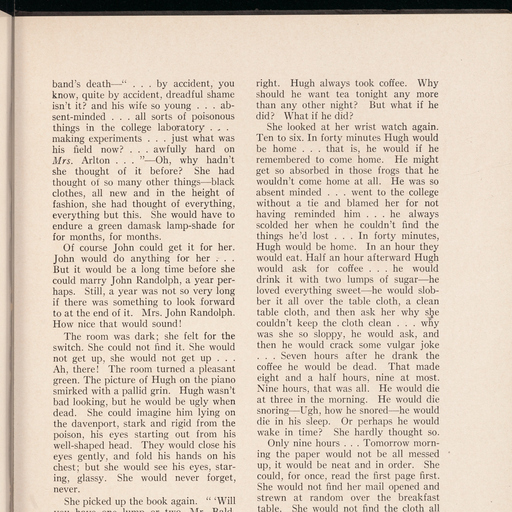 band's death—“ . . . by accident, you
know, quite by accident, dreadful shame
isn't it? and his wife so young . . . ab-
sent-minded . . . all sorts of poisonous
things in the college laboratory . . .
making experiments . . . just what was
his field now? . . . awfully hard on
Mrs. Arlton . . . ”—Oh, why hadn't
she thought of it before? She had
thought of so many other things—black
clothes, all new and in the height of
fashion, she had thought of everything,
everything but this. She would have to
endure a green damask lamp-shade for
for months, for months.
Of course John could get it for her.
John would do anything for her . . .
But it would be a long time before she
could marry John Randolph, a year per-
haps. Still, a year was not so very long
if there was something to look forward
to at the end of it. Mrs. John Randolph.
How nice that would sound!
The room was dark; she felt for the
switch. She could not find it. She would
not get up, she would not get up . . .
Ah, there! The room turned a pleasant
green. The picture of Hugh on the piano
smirked with a pallid grin. Hugh wasn't
bad looking, but he would be ugly when
dead. She could imagine him lying on
the davenport, stark and rigid from the
poison, his eyes starting out from his
well-shaped head. They would close his
eyes gently, and fold his hands on his
chest; but she would see his eyes, star-
ing, glassy. She would never forget,
never.
She picked up the book again. “ ‘Will
you have one lump or two, Mr.
right. Hugh always took coffee. Why
should he want tea tonight any more
than any other night? But what if he
did? What if he did?
She looked at her wrist watch again.
Ten to six. In forty minutes Hugh would
be home . . . that is, he would if he
remembered to come home. He might
get so absorbed in those frogs that he
wouldn't come home at all. He was so
absent minded . . . went to the college
without a tie and blamed her for not
having reminded him . . . he always
scolded her when he couldn't find the
things he'd lost . . . In forty minutes,
Hugh would be home. In an hour they
would eat. Half an hour afterward Hugh
would ask for coffee . . . he would
drink it with two lumps of sugar—he
loved everything sweet—he would slob-
ber it all over the table cloth, a clean
table cloth, and then ask her why she
couldn't keep the cloth clean . . . why
was she so sloppy, he would ask, and
then he would crack some vulgar joke
. . . Seven hours after he drank the
coffee he would be dead. That made
eight and a half hours, nine at most.
Nine hours, that was all. He would die
at three in the morning. He would die
snoring—Ugh, how he snored—he would
die in his sleep. Or perhaps he would
wake in time? She hardly thought so.
Only nine hours . . . Tomorrow morn-
ing the paper would not be all messed
up, it would be neat and in order. She
could, for once, read the first page first.
She would not find her mail opened and
strewn at random over the breakfast
table. She would not find the cloth all